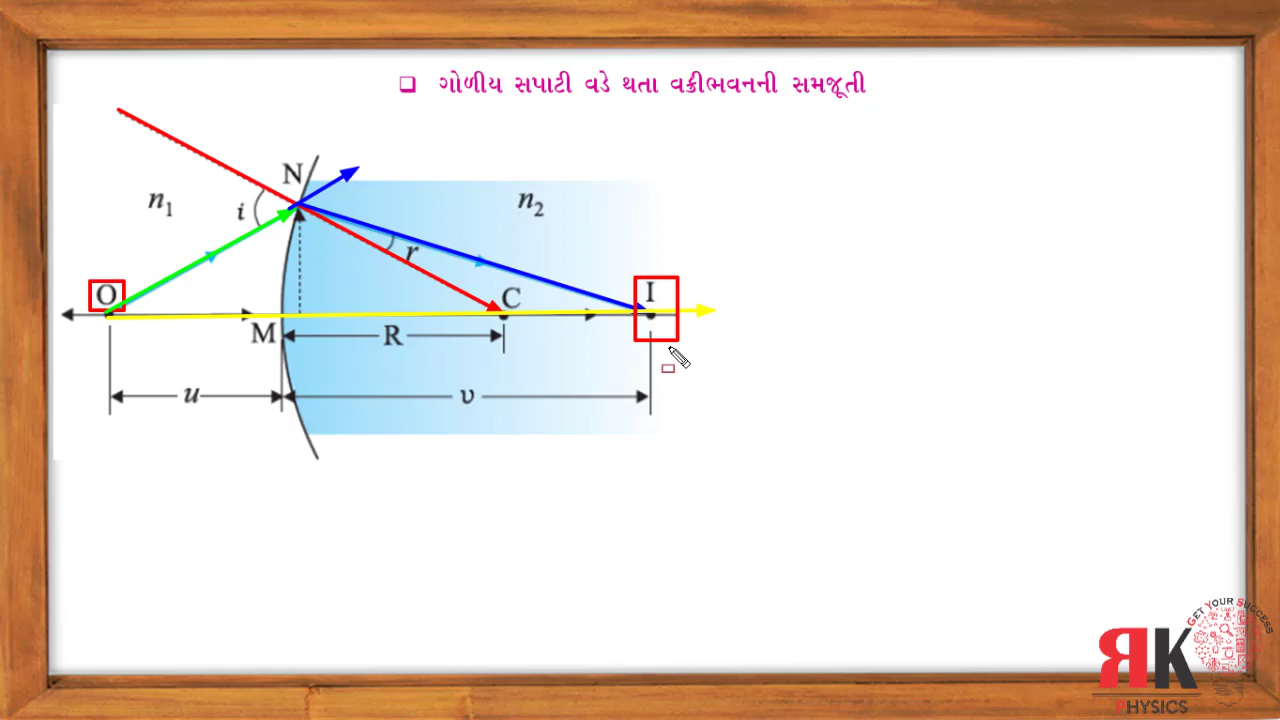 ❑ ગોળીય સપાટી વડે થતા વક્રીભવનની સમજૂતી
N
n₁
n₂
i
r
O
C
I
M
R
u
υ
GET YOUR SUCCESS
RK
PHYSICS